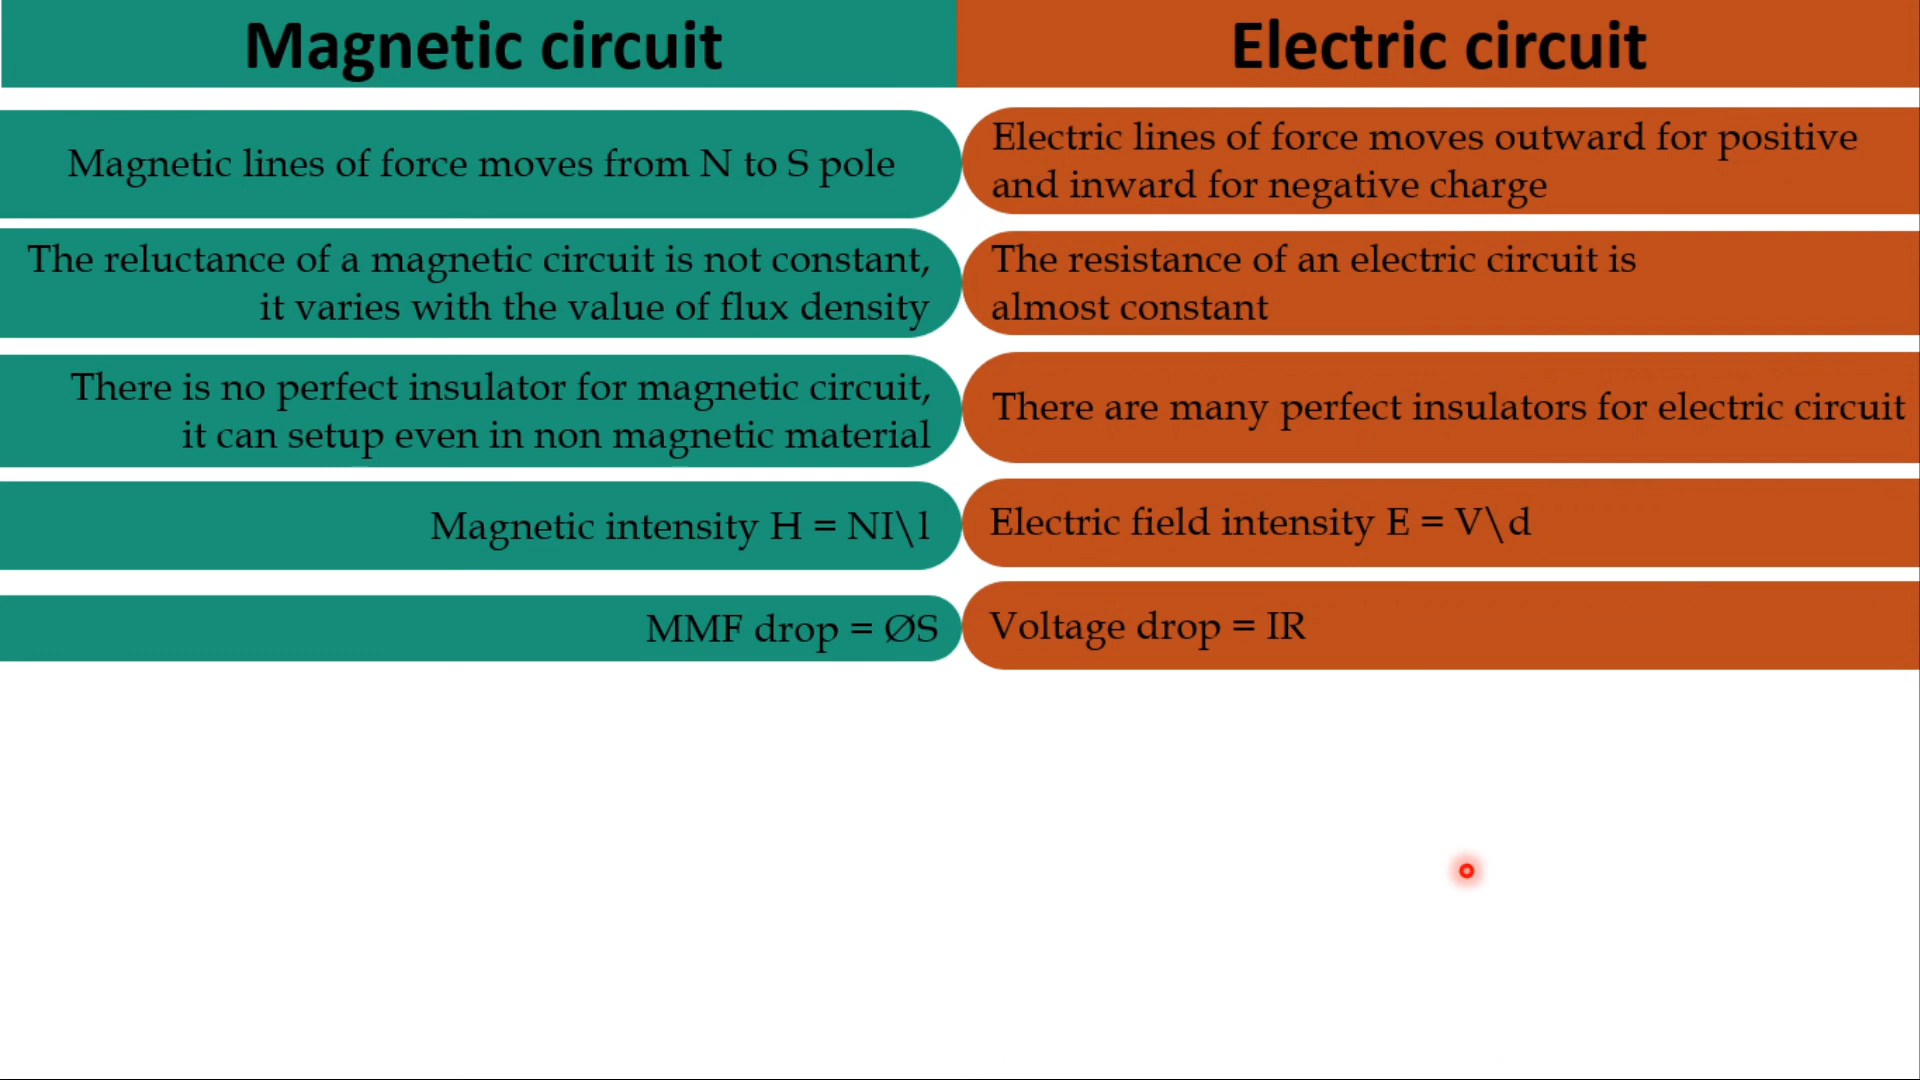 Magnetic circuit
Electric circuit
Magnetic lines of force moves from N to S pole
Electric lines of force moves outward for positive
and inward for negative charge
The reluctance of a magnetic circuit is not constant,
it varies with the value of flux density
The resistance of an electric circuit is
almost constant
There is no perfect insulator for magnetic circuit,
it can setup even in non magnetic material
There are many perfect insulators for electric circuit
Magnetic intensity H = NI\l
Electric field intensity E = V\d
MMF drop = ØS
Voltage drop = IR